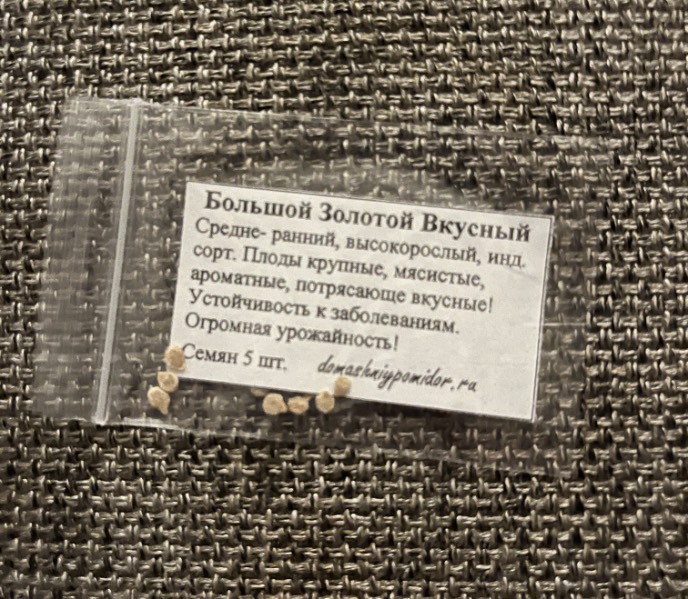 Большой Золотой Вкусный
Средне- ранний, высокорослый, инд.
сорт. Плоды крупные, мясистые,
ароматные, потрясающе вкусные!
Устойчивость к заболеваниям.
Огромная урожайность!
Семян 5 шт. domashniypomidor.ru